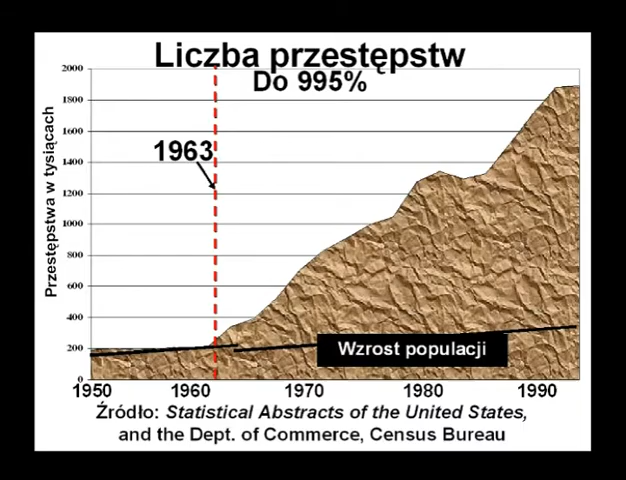 Liczba przestępstw
Do 995%
2000
1800
1600
1400
1200
1000
800
600
400
200
0
Przestępstwa w tysiącach
1963
Wzrost populacji
1950 1960 1970 1980 1990
Źródło: Statistical Abstracts of the United States,
and the Dept. of Commerce, Census Bureau